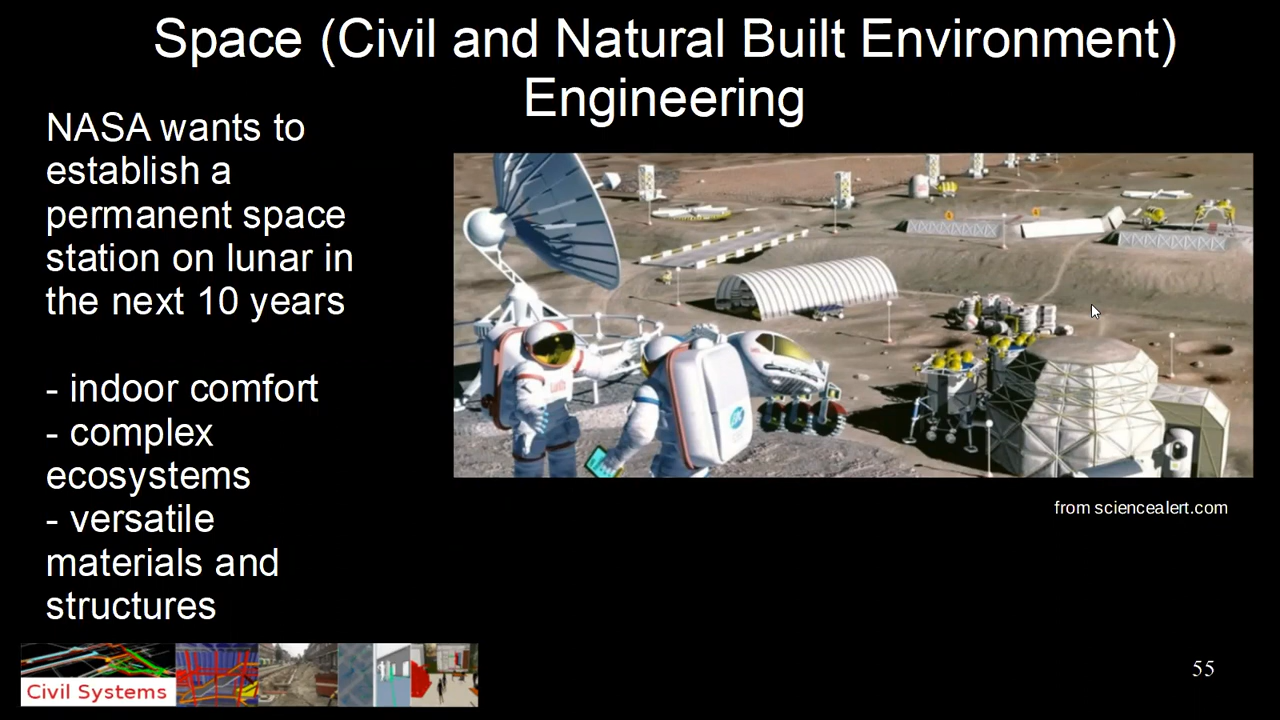 Space (Civil and Natural Built Environment)
Engineering
NASA wants to
establish a
permanent space
station on lunar in
the next 10 years
- indoor comfort
- complex
ecosystems
- versatile
materials and
structures
from sciencealert.com
Civil Systems
55